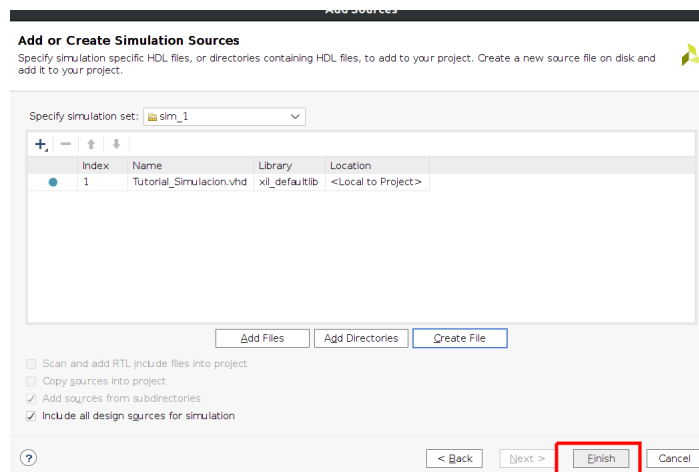 Add Sources
Add or Create Simulation Sources
Specify simulation specific HDL files, or directories containing HDL files, to add to your project. Create a new source file on disk and
add it to your project.
Specify simulation set: sim_1
Index Name Library Location
1 Tutorial_Simulacion.vhd xil_defaultlib <Local to Project>
Add Files Add Directories Create File
Scan and add RTL include files into project
Copy sources into project
Add sources from subdirectories
Include all design sources for simulation
? < Back Next > Finish Cancel